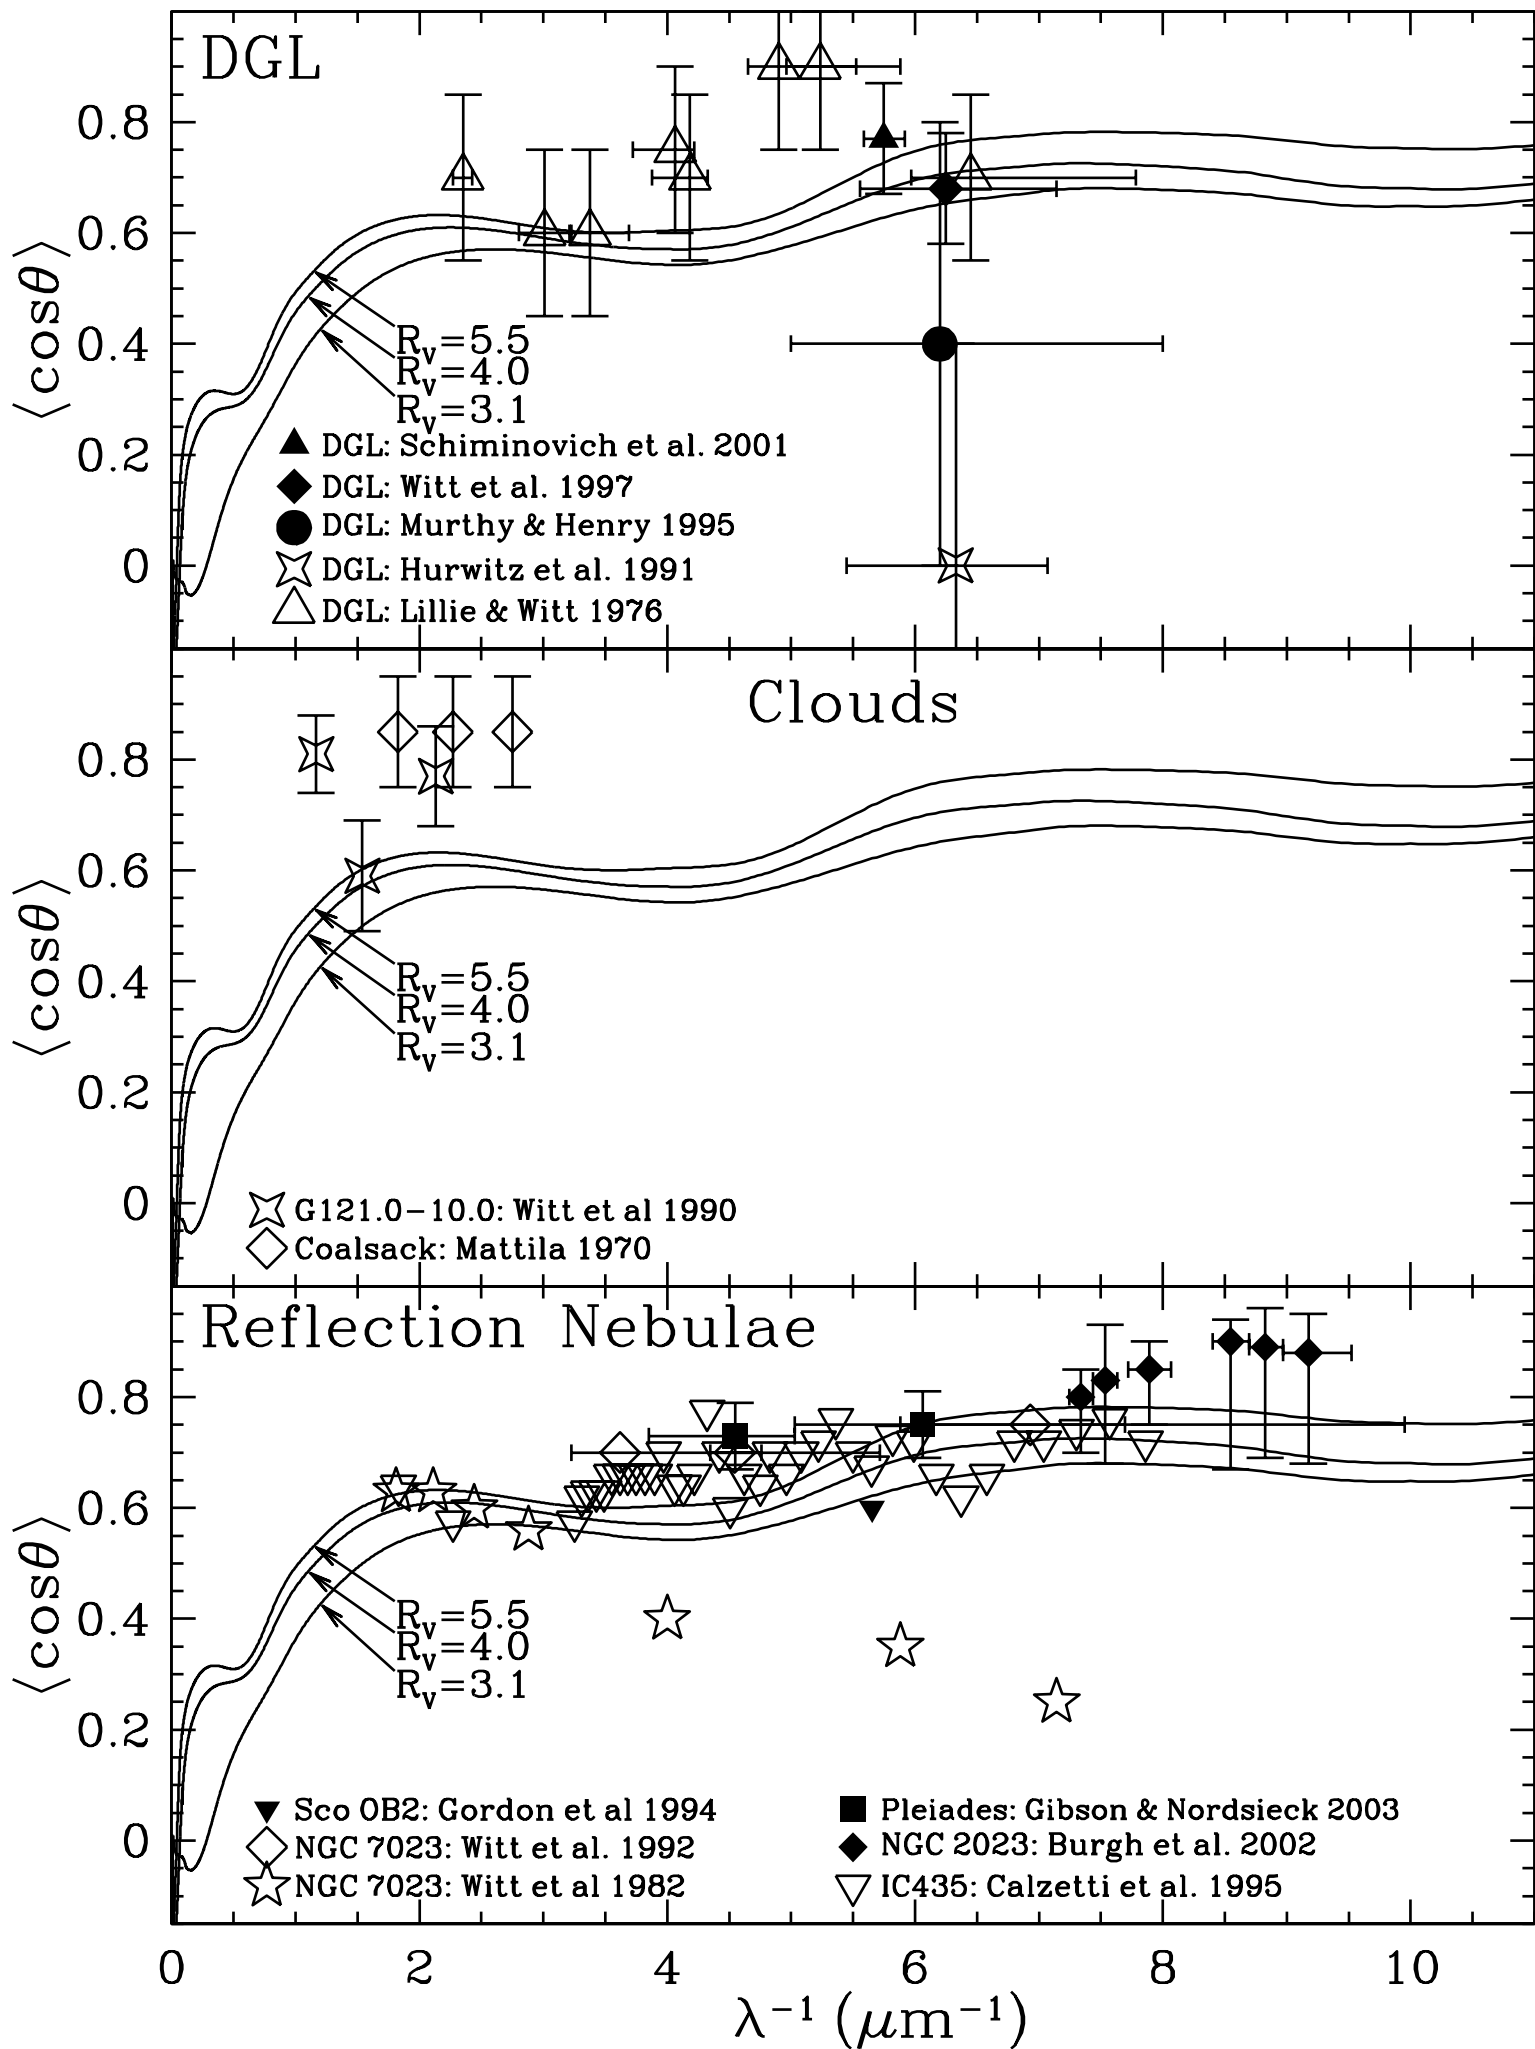 DGL
0.8
0.6
0.4
0.2
0
⟨cosθ⟩
Rv=5.5
Rv=4.0
Rv=3.1
DGL: Schiminovich et al. 2001
DGL: Witt et al. 1997
DGL: Murthy & Henry 1995
DGL: Hurwitz et al. 1991
DGL: Lillie & Witt 1976
Clouds
0.8
0.6
0.4
0.2
0
⟨cosθ⟩
Rv=5.5
Rv=4.0
Rv=3.1
G121.0-10.0: Witt et al 1990
Coalsack: Mattila 1970
Reflection Nebulae
0.8
0.6
0.4
0.2
0
⟨cosθ⟩
Rv=5.5
Rv=4.0
Rv=3.1
Sco OB2: Gordon et al 1994
NGC 7023: Witt et al. 1992
NGC 7023: Witt et al 1982
Pleiades: Gibson & Nordsieck 2003
NGC 2023: Burgh et al. 2002
IC435: Calzetti et al. 1995
0 2 4 6 8 10
λ⁻¹ (μm⁻¹)